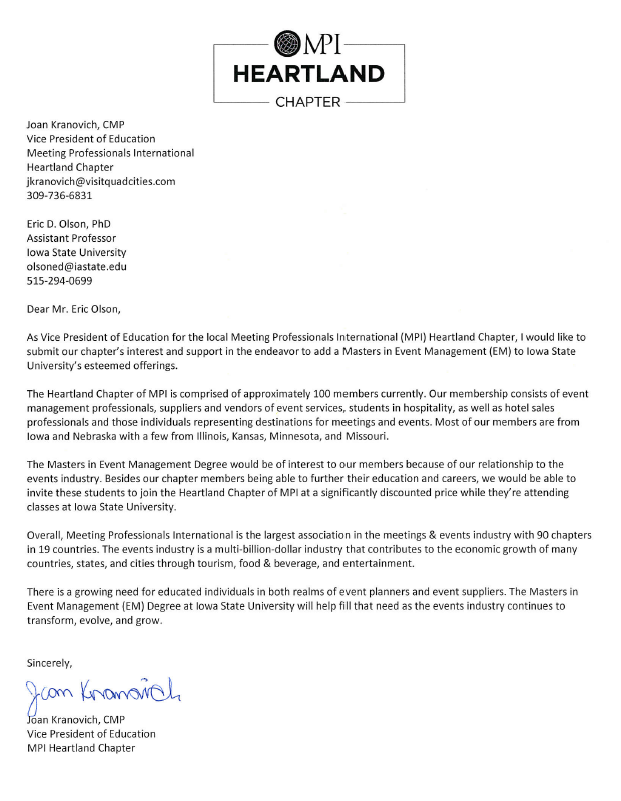 MPI
HEARTLAND
CHAPTER
Joan Kranovich, CMP
Vice President of Education
Meeting Professionals International
Heartland Chapter
jkranovich@visitquadcities.com
309-736-6831
Eric D. Olson, PhD
Assistant Professor
Iowa State University
olsoned@iastate.edu
515-294-0699
Dear Mr. Eric Olson,
As Vice President of Education for the local Meeting Professionals International (MPI) Heartland Chapter, I would like to
submit our chapter's interest and support in the endeavor to add a Masters in Event Management (EM) to Iowa State
University's esteemed offerings.
The Heartland Chapter of MPI is comprised of approximately 100 members currently. Our membership consists of event
management professionals, suppliers and vendors of event services, students in hospitality, as well as hotel sales
professionals and those individuals representing destinations for meetings and events. Most of our members are from
Iowa and Nebraska with a few from Illinois, Kansas, Minnesota, and Missouri.
The Masters in Event Management Degree would be of interest to our members because of our relationship to the
events industry. Besides our chapter members being able to further their education and careers, we would be able to
invite these students to join the Heartland Chapter of MPI at a significantly discounted price while they're attending
classes at Iowa State University.
Overall, Meeting Professionals International is the largest association in the meetings & events industry with 90 chapters
in 19 countries. The events industry is a multi-billion-dollar industry that contributes to the economic growth of many
countries, states, and cities through tourism, food & beverage, and entertainment.
There is a growing need for educated individuals in both realms of event planners and event suppliers. The Masters in
Event Management (EM) Degree at Iowa State University will help fill that need as the events industry continues to
transform, evolve, and grow.
Sincerely,
Joan Kranovich
Joan Kranovich, CMP
Vice President of Education
MPI Heartland Chapter